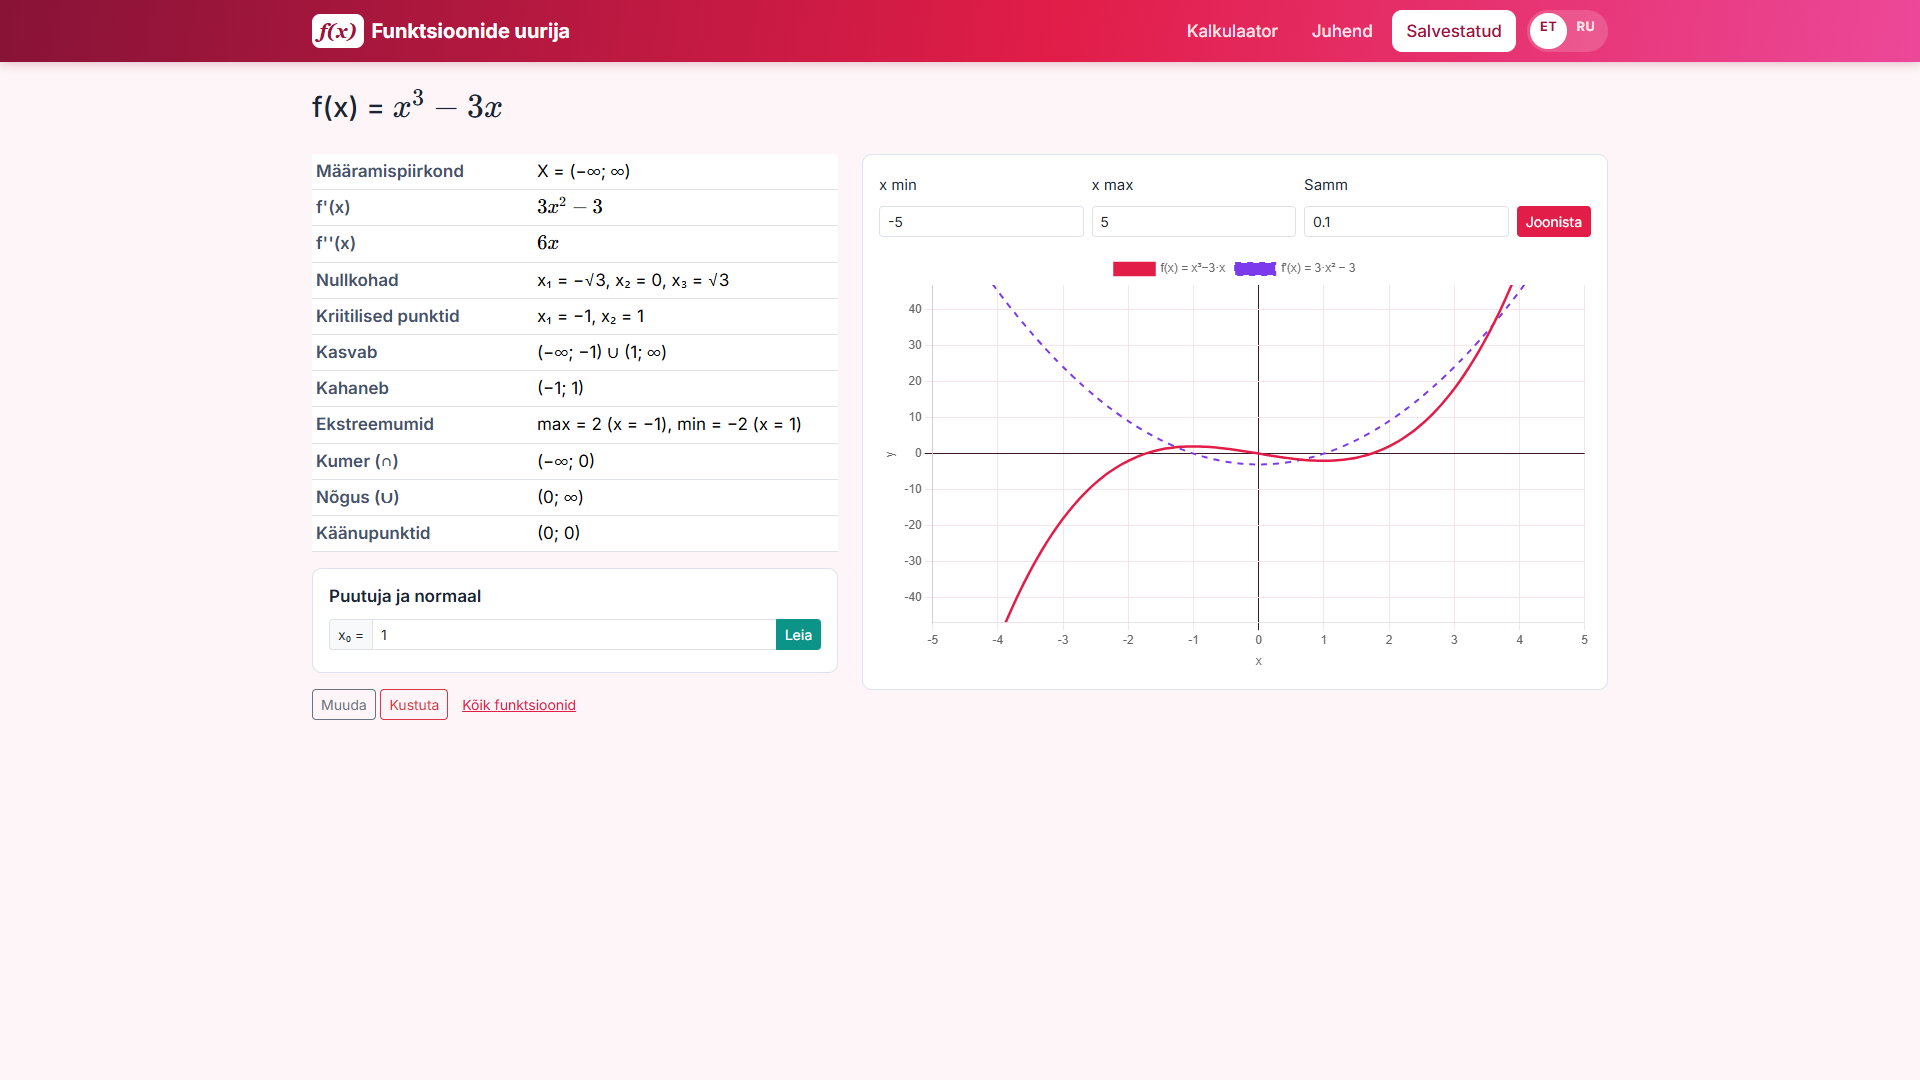 f(x) Funktsioonide uurija Kalkulaator Juhend Salvestatud ET RU
f(x) = x³ − 3x
Määramispiirkond X = (−∞; ∞)
f'(x) 3x² − 3
f''(x) 6x
Nullkohad x₁ = −√3, x₂ = 0, x₃ = √3
Kriitilised punktid x₁ = −1, x₂ = 1
Kasvab (−∞; −1) ∪ (1; ∞)
Kahaneb (−1; 1)
Ekstreemumid max = 2 (x = −1), min = −2 (x = 1)
Kumer (∩) (−∞; 0)
Nõgus (∪) (0; ∞)
Käänupunktid (0; 0)
Puutuja ja normaal
x₀ = 1 Leia
Muuda Kustuta Kõik funktsioonid
x min x max Samm
-5 5 0.1 Joonista
f(x) = x³−3·x f'(x) = 3·x² − 3
40
30
20
10
y 0
-10
-20
-30
-40
-5 -4 -3 -2 -1 0 1 2 3 4 5
x